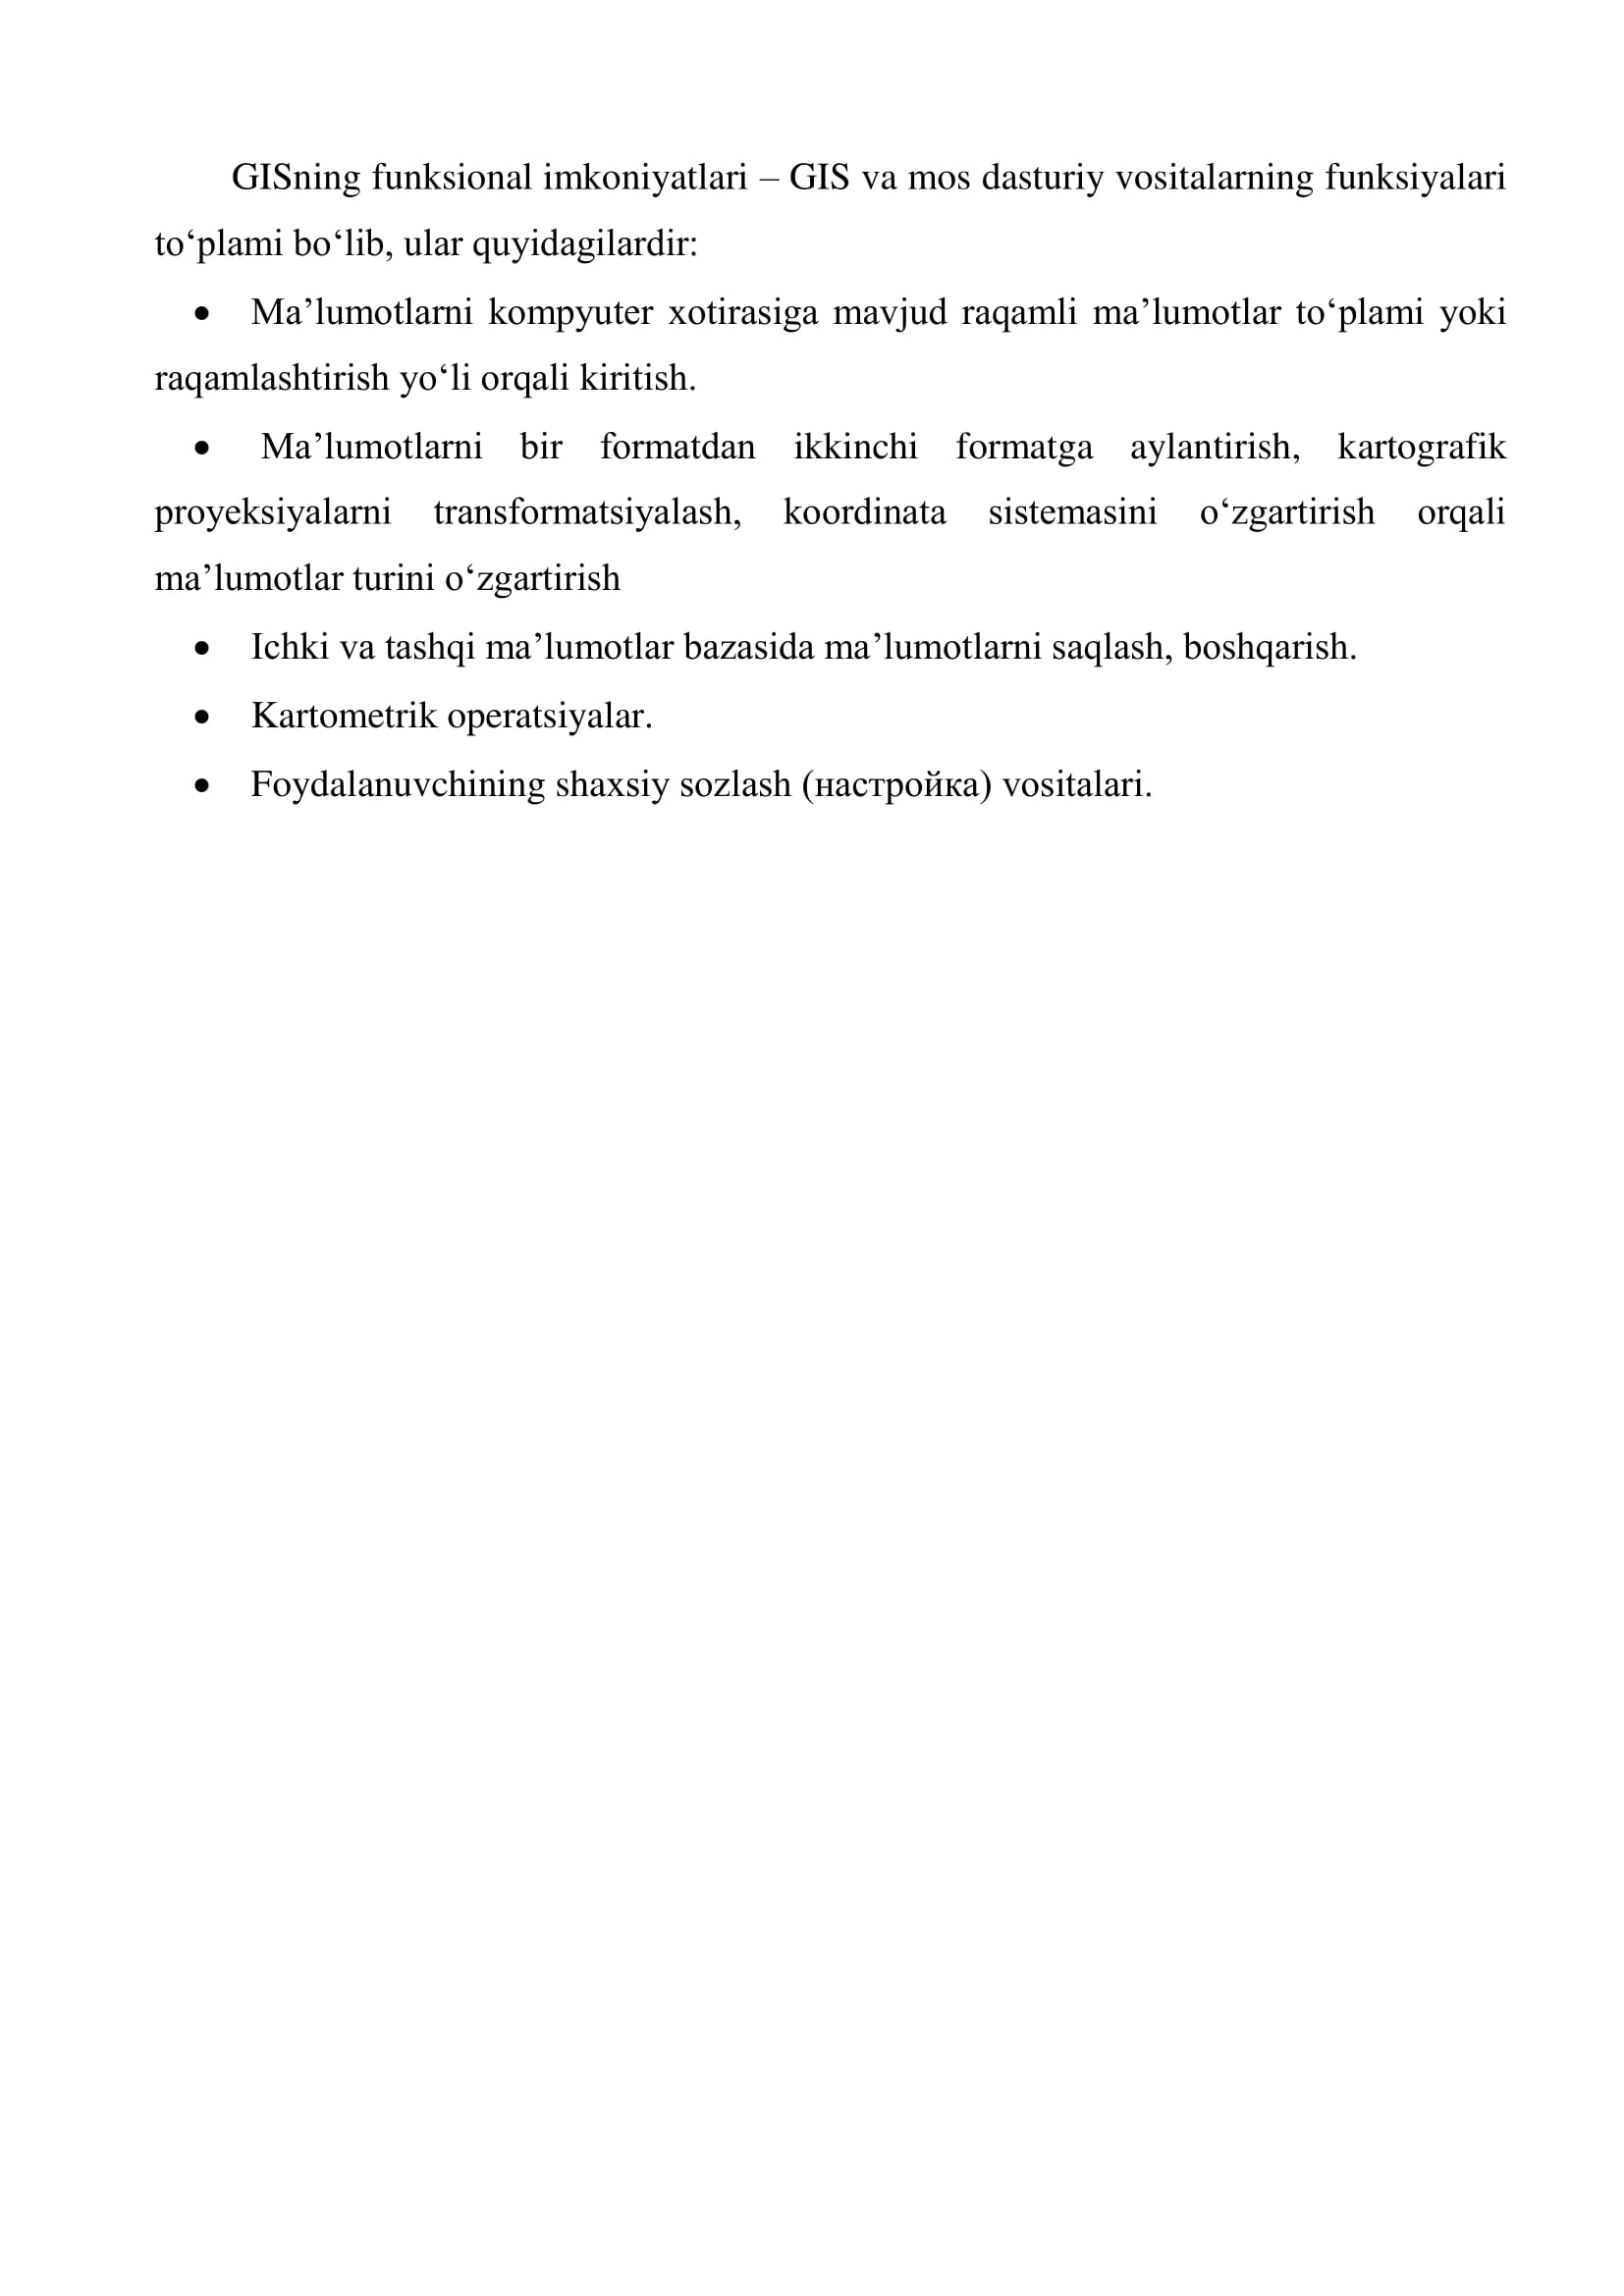 GISning funksional imkoniyatlari – GIS va mos dasturiy vositalarning funksiyalari
to‘plami bo‘lib, ular quyidagilardir:
• Ma’lumotlarni kompyuter xotirasiga mavjud raqamli ma’lumotlar to‘plami yoki
raqamlashtirish yo‘li orqali kiritish.
• Ma’lumotlarni bir formatdan ikkinchi formatga aylantirish, kartografik
proyeksiyalarni transformatsiyalash, koordinata sistemasini o‘zgartirish orqali
ma’lumotlar turini o‘zgartirish
• Ichki va tashqi ma’lumotlar bazasida ma’lumotlarni saqlash, boshqarish.
• Kartometrik operatsiyalar.
• Foydalanuvchining shaxsiy sozlash (настройка) vositalari.